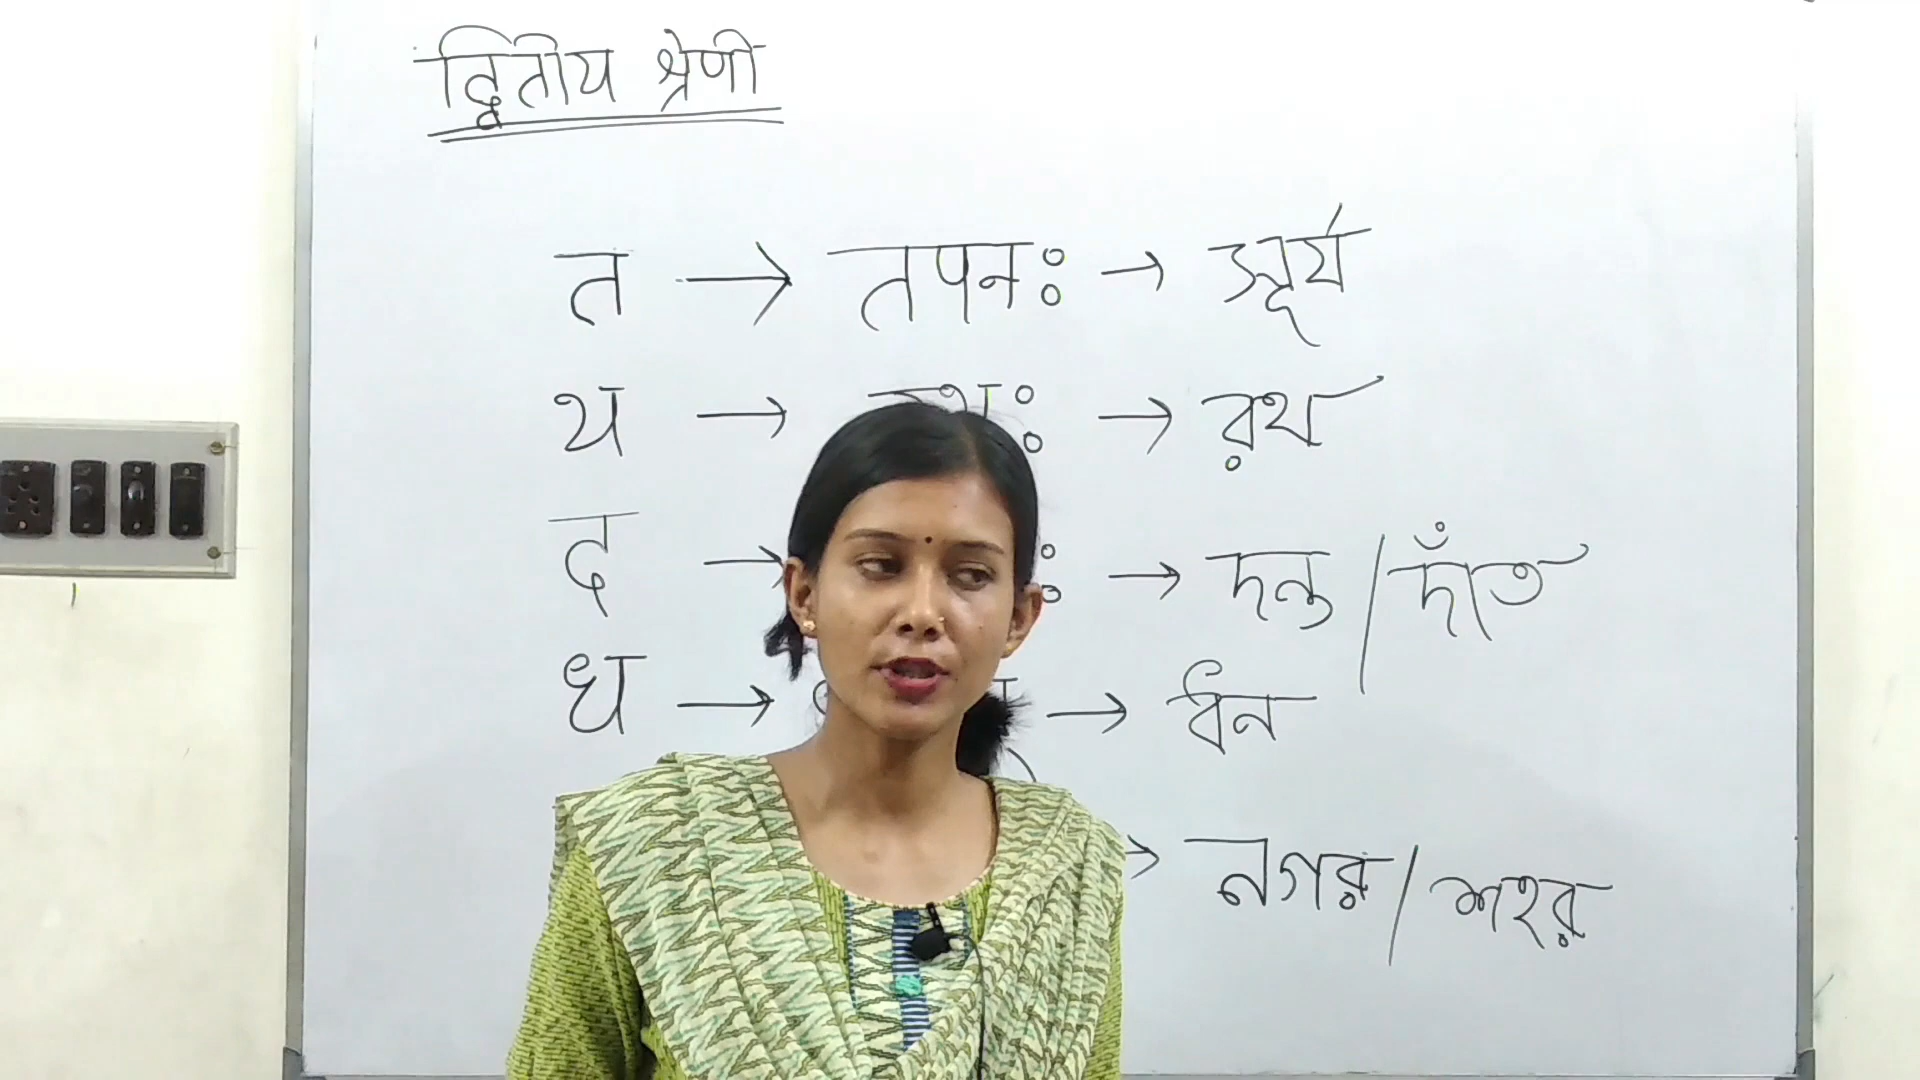 द्वितीय श्रेणी
त → तपनः → সূর্য
थ → → রথ
द → → দন্ত / দাঁত
ध → → ধন
→ নগর / শহর